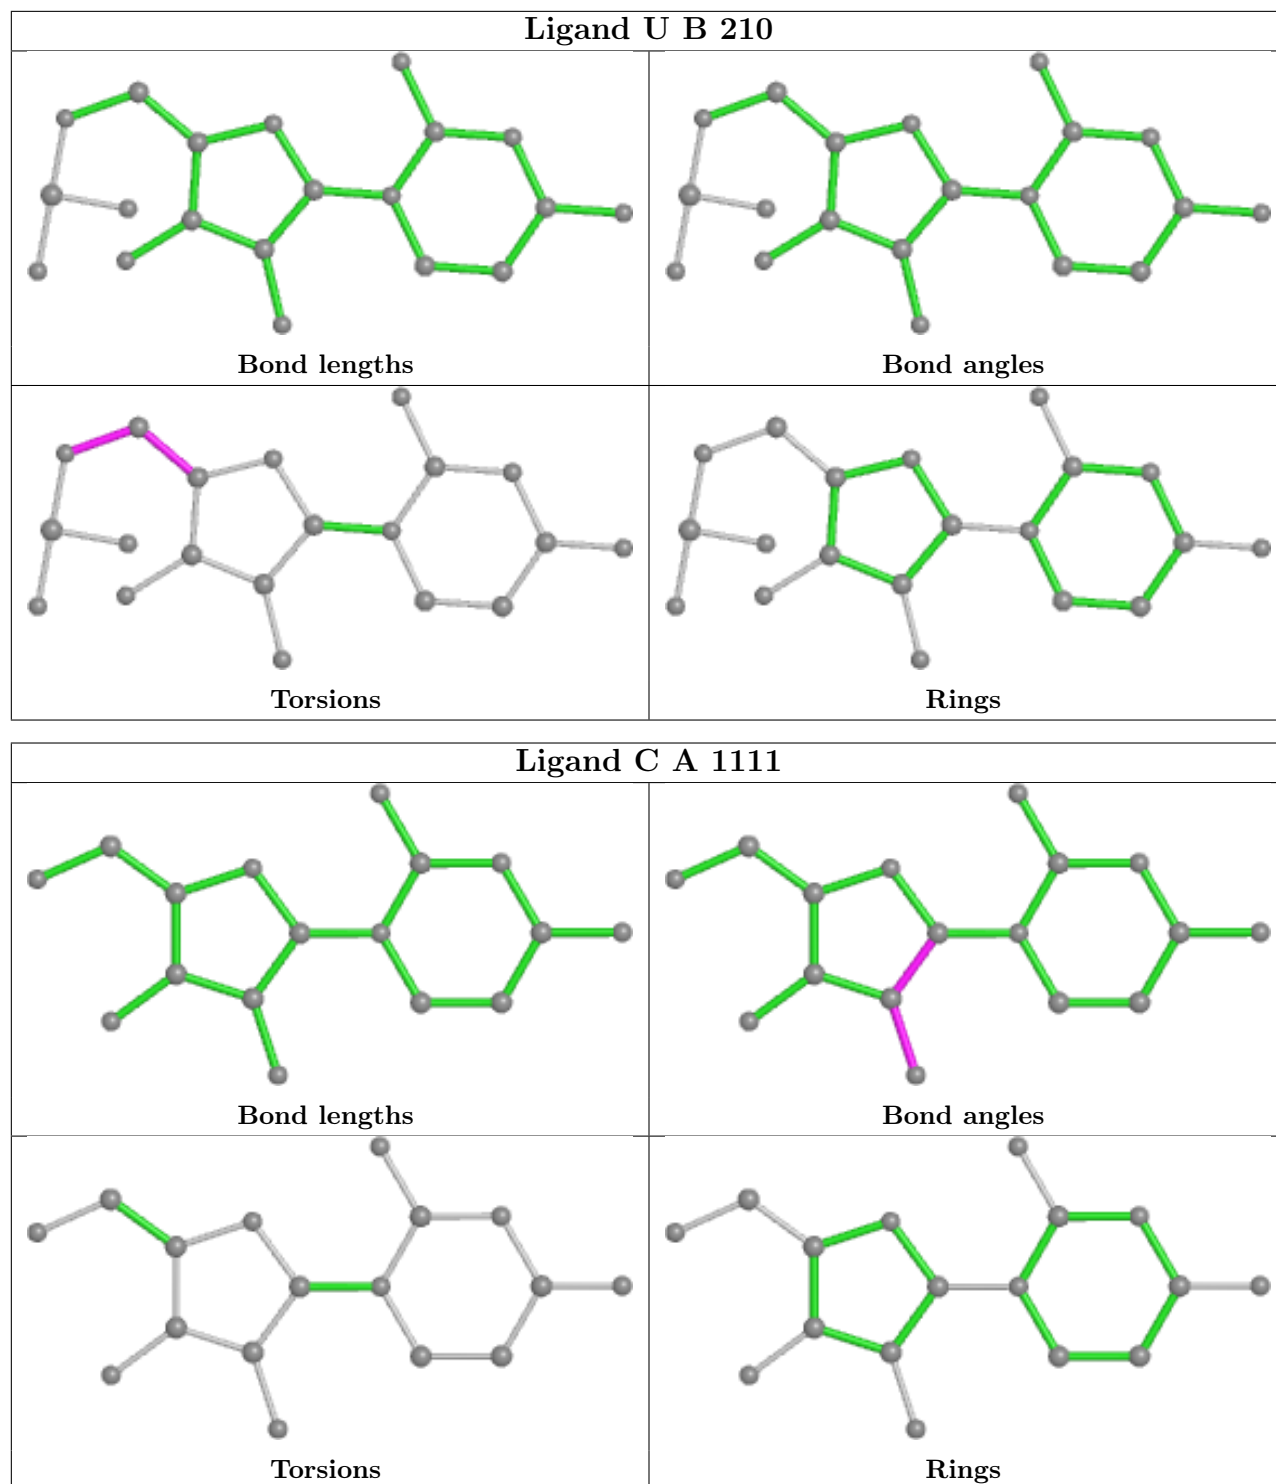 Ligand U B 210
Bond lengths
Bond angles
Torsions
Rings
Ligand C A 1111
Bond lengths
Bond angles
Torsions
Rings